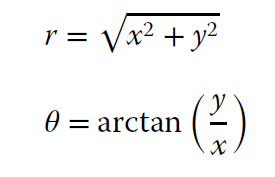 r = √(x² + y²)
θ = arctan (y/x)